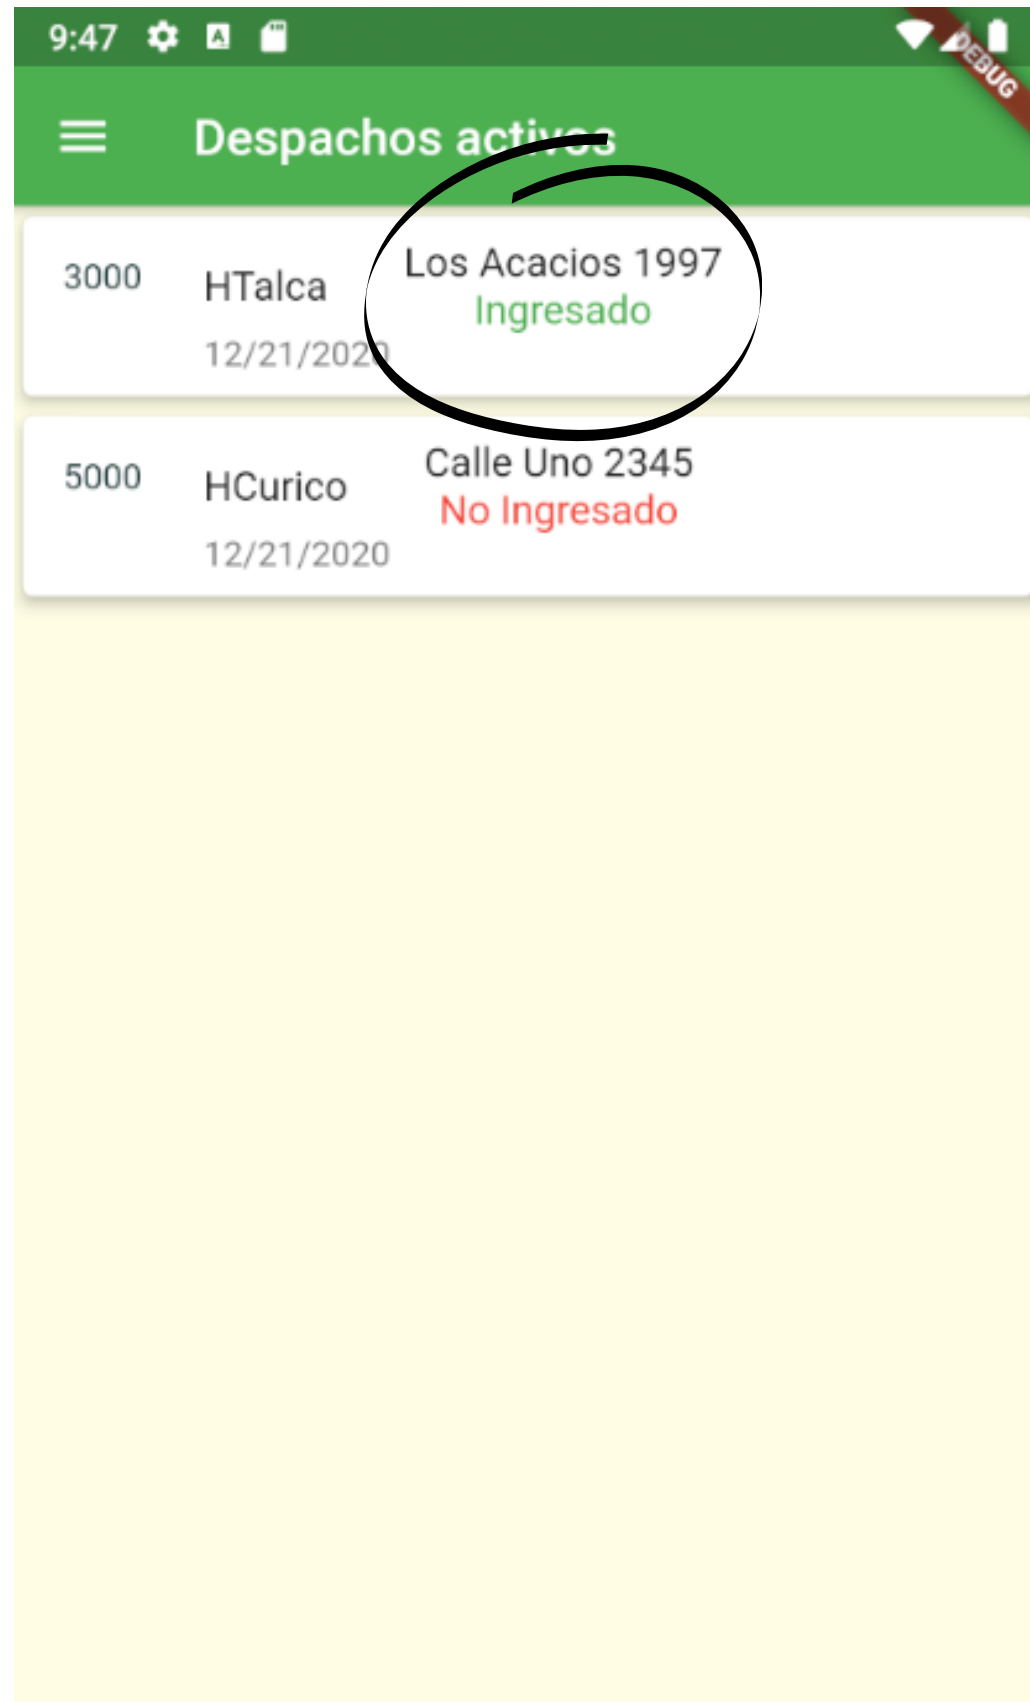 9:47
DEBUG
Despachos activos
3000
HTalca
Los Acacios 1997
Ingresado
12/21/2020
5000
HCurico
Calle Uno 2345
No Ingresado
12/21/2020